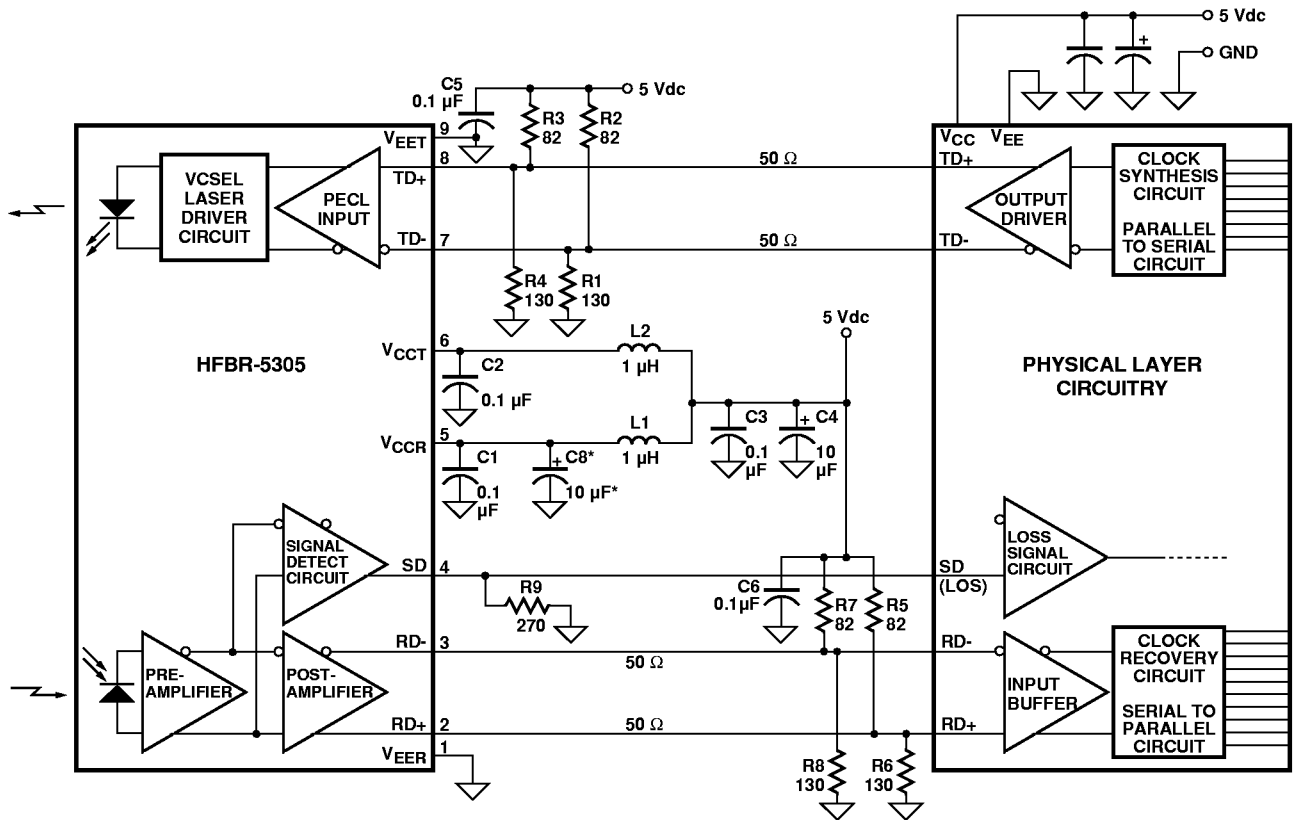 5 Vdc
GND
C5
0.1 µF
5 Vdc
R3
82
R2
82
9
VEET
VCC
VEE
8
TD+
50 Ω
TD+
VCSEL
LASER
DRIVER
CIRCUIT
PECL
INPUT
OUTPUT
DRIVER
CLOCK
SYNTHESIS
CIRCUIT
PARALLEL
TO SERIAL
CIRCUIT
TD-
7
50 Ω
TD-
R4
130
R1
130
HFBR-5305
PHYSICAL LAYER
CIRCUITRY
5 Vdc
6
VCCT
L2
1 µH
C2
0.1 µF
5
VCCR
L1
1 µH
C3
0.1
µF
+
C4
10
µF
C1
0.1
µF
+
C8*
10 µF*
SIGNAL
DETECT
CIRCUIT
SD
4
R9
270
C6
0.1µF
R7
82
R5
82
SD
(LOS)
LOSS
SIGNAL
CIRCUIT
RD-
3
50 Ω
RD-
PRE-
AMPLIFIER
POST-
AMPLIFIER
INPUT
BUFFER
CLOCK
RECOVERY
CIRCUIT
SERIAL TO
PARALLEL
CIRCUIT
RD+
2
50 Ω
RD+
1
VEER
R8
130
R6
130
+